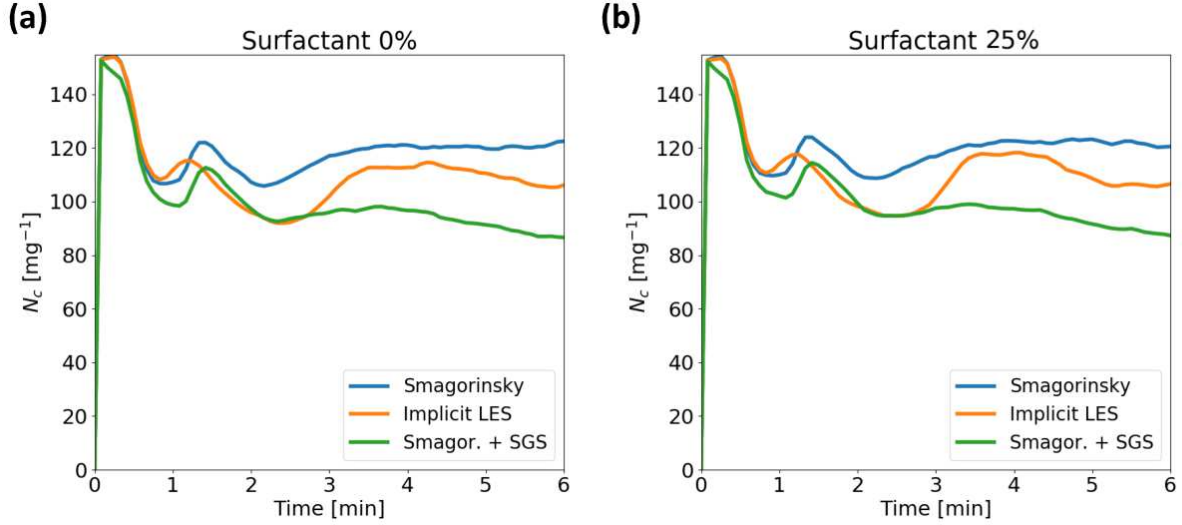 (a)
Surfactant 0%
140
120
100
80
60
40
20
0
N_c [mg⁻¹]
Smagorinsky
Implicit LES
Smagor. + SGS
0 1 2 3 4 5 6
Time [min]
(b)
Surfactant 25%
140
120
100
80
60
40
20
0
N_c [mg⁻¹]
Smagorinsky
Implicit LES
Smagor. + SGS
0 1 2 3 4 5 6
Time [min]